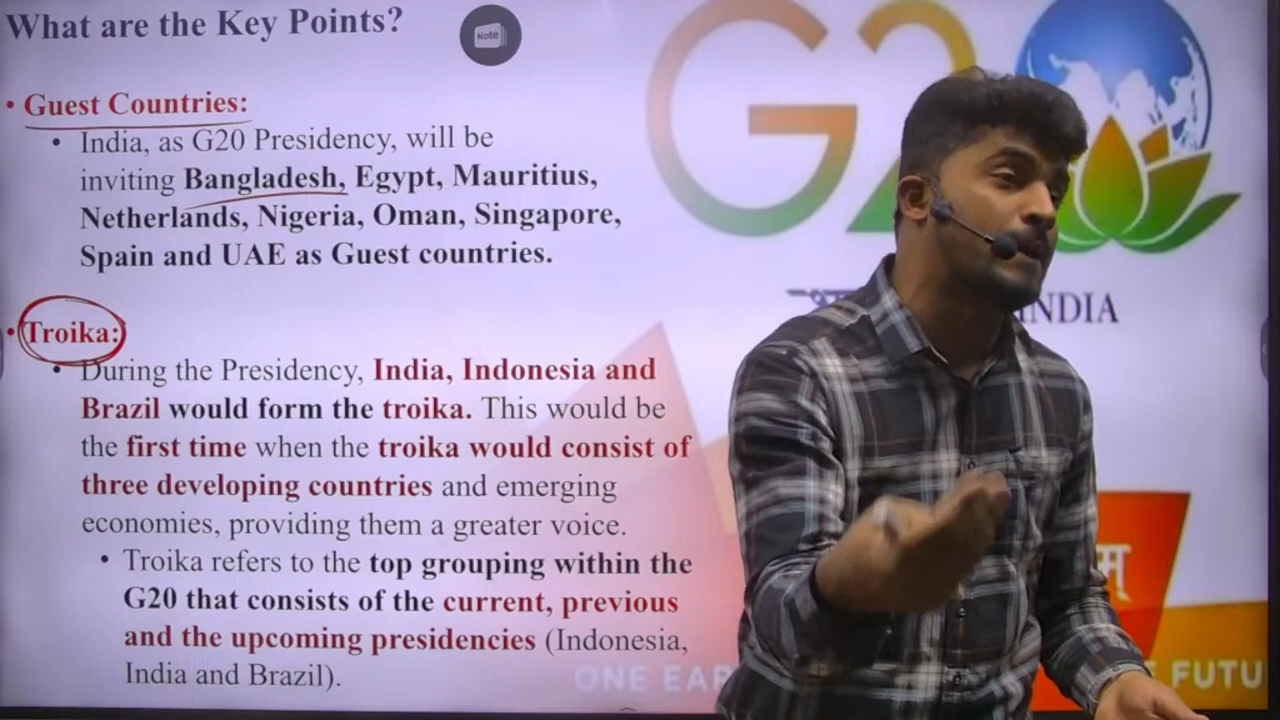 What are the Key Points?
Note
• Guest Countries:
• India, as G20 Presidency, will be
inviting Bangladesh, Egypt, Mauritius,
Netherlands, Nigeria, Oman, Singapore,
Spain and UAE as Guest countries.
• Troika:
• During the Presidency, India, Indonesia and
Brazil would form the troika. This would be
the first time when the troika would consist of
three developing countries and emerging
economies, providing them a greater voice.
• Troika refers to the top grouping within the
G20 that consists of the current, previous
and the upcoming presidencies (Indonesia,
India and Brazil).
G2
INDIA
ONE